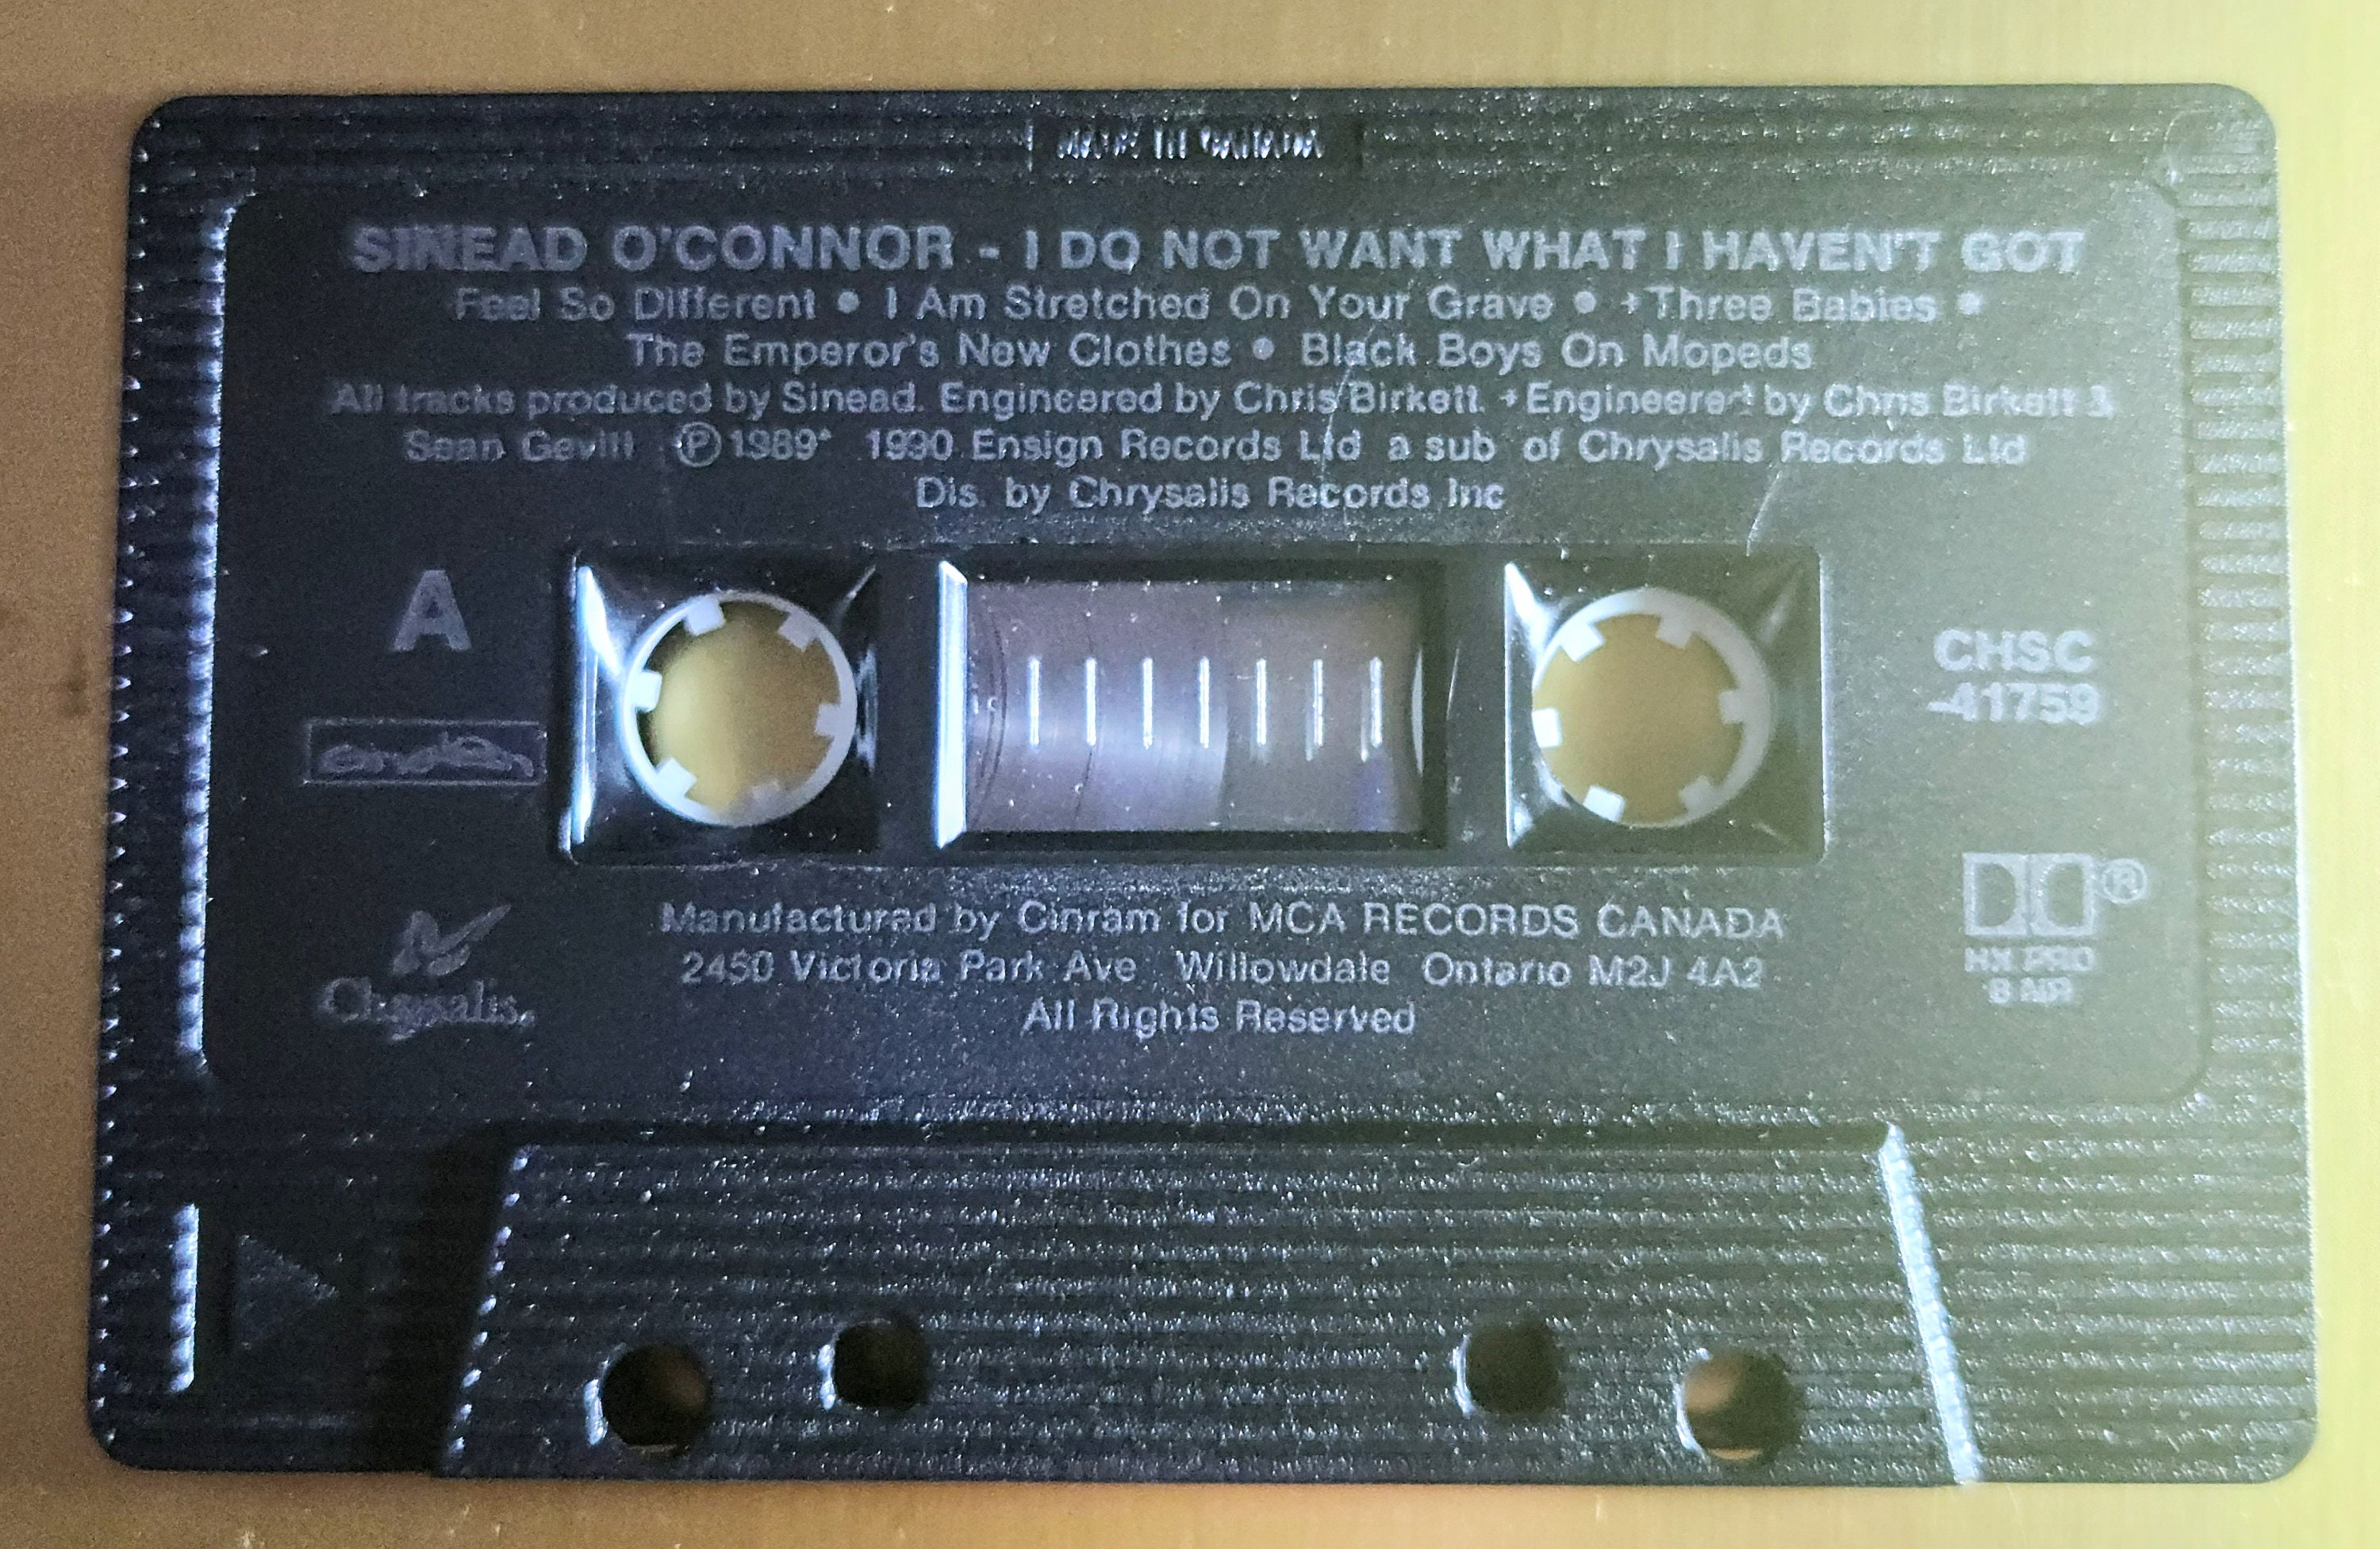 MADE IN CANADA
SINEAD O'CONNOR - I DO NOT WANT WHAT I HAVEN'T GOT
Feel So Different • I Am Stretched On Your Grave • +Three Babies •
The Emperor's New Clothes • Black Boys On Mopeds
All tracks produced by Sinead. Engineered by Chris Birkett. +Engineered by Chris Birkett &
Sean Devitt ℗ 1989* 1990 Ensign Records Ltd a sub of Chrysalis Records Ltd
Dis. by Chrysalis Records Inc
A
CHSC
-41759
Chrysalis.
Manufactured by Cinram for MCA RECORDS CANADA
2450 Victoria Park Ave Willowdale Ontario M2J 4A2
All Rights Reserved
®
HX PRO
B NR